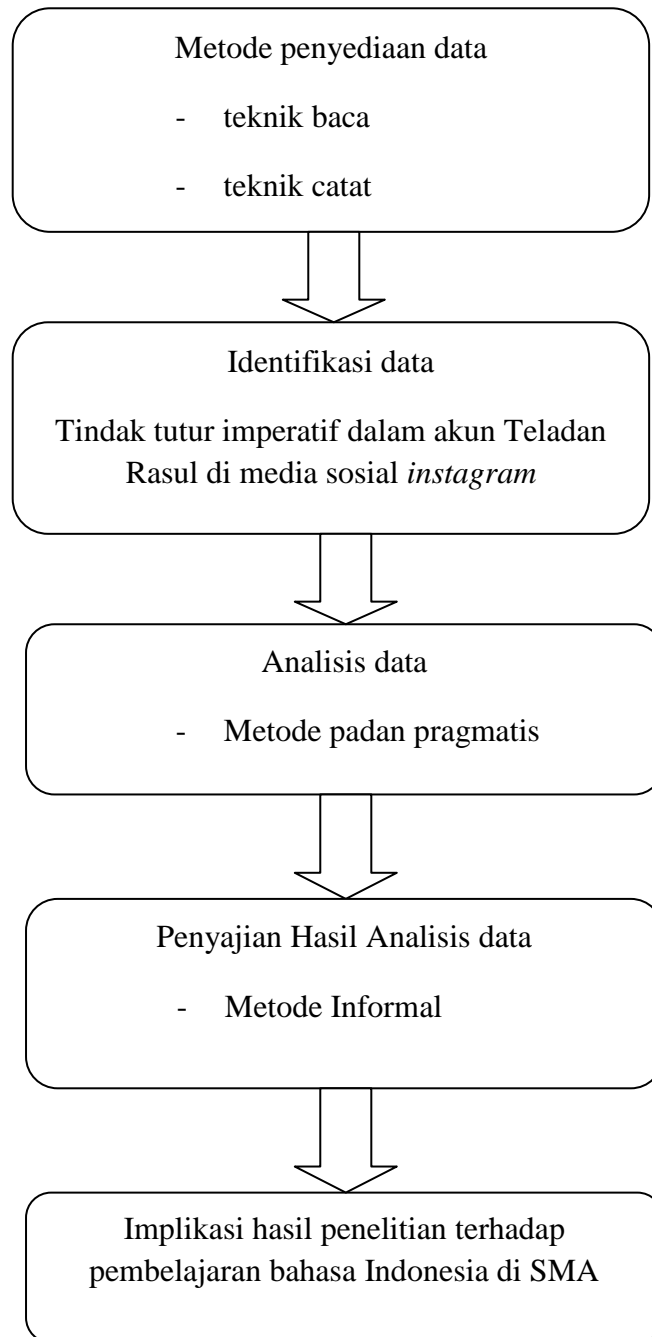 Metode penyediaan data
- teknik baca
- teknik catat
Identifikasi data
Tindak tutur imperatif dalam akun Teladan
Rasul di media sosial instagram
Analisis data
- Metode padan pragmatis
Penyajian Hasil Analisis data
- Metode Informal
Implikasi hasil penelitian terhadap
pembelajaran bahasa Indonesia di SMA